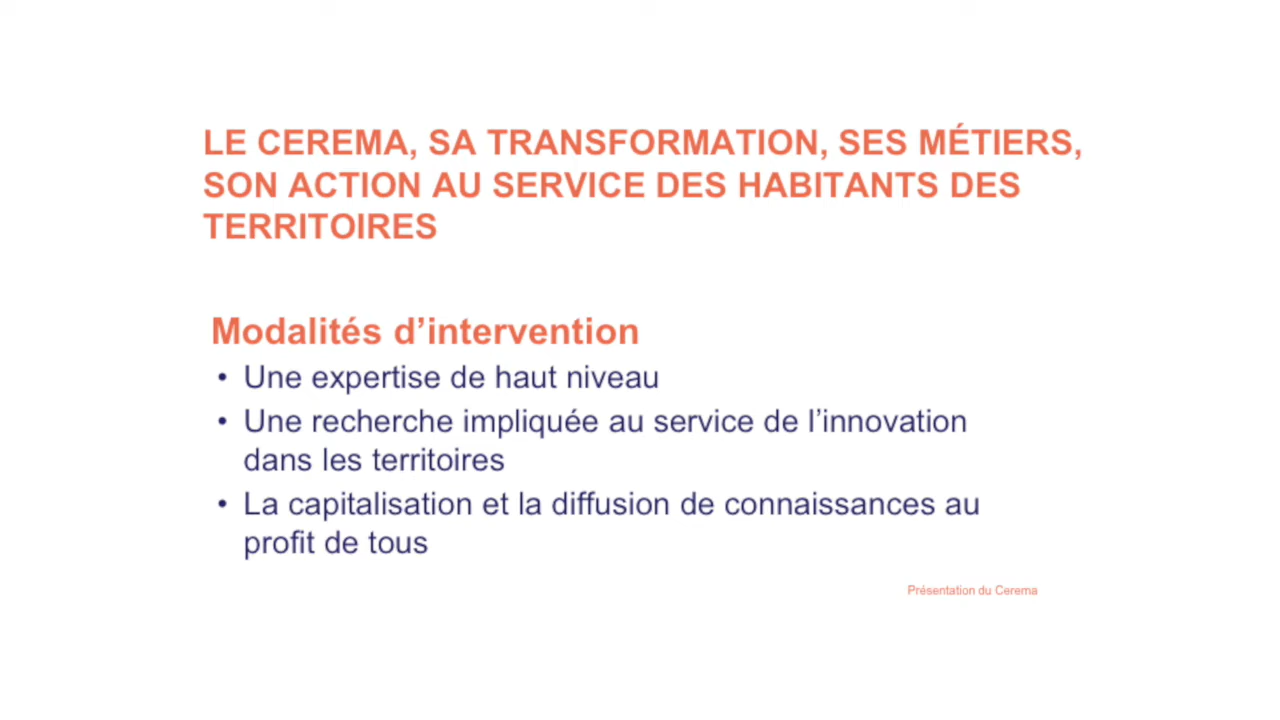 LE CEREMA, SA TRANSFORMATION, SES MÉTIERS,
SON ACTION AU SERVICE DES HABITANTS DES
TERRITOIRES
Modalités d’intervention
• Une expertise de haut niveau
• Une recherche impliquée au service de l’innovation
dans les territoires
• La capitalisation et la diffusion de connaissances au
profit de tous
Présentation du Cerema